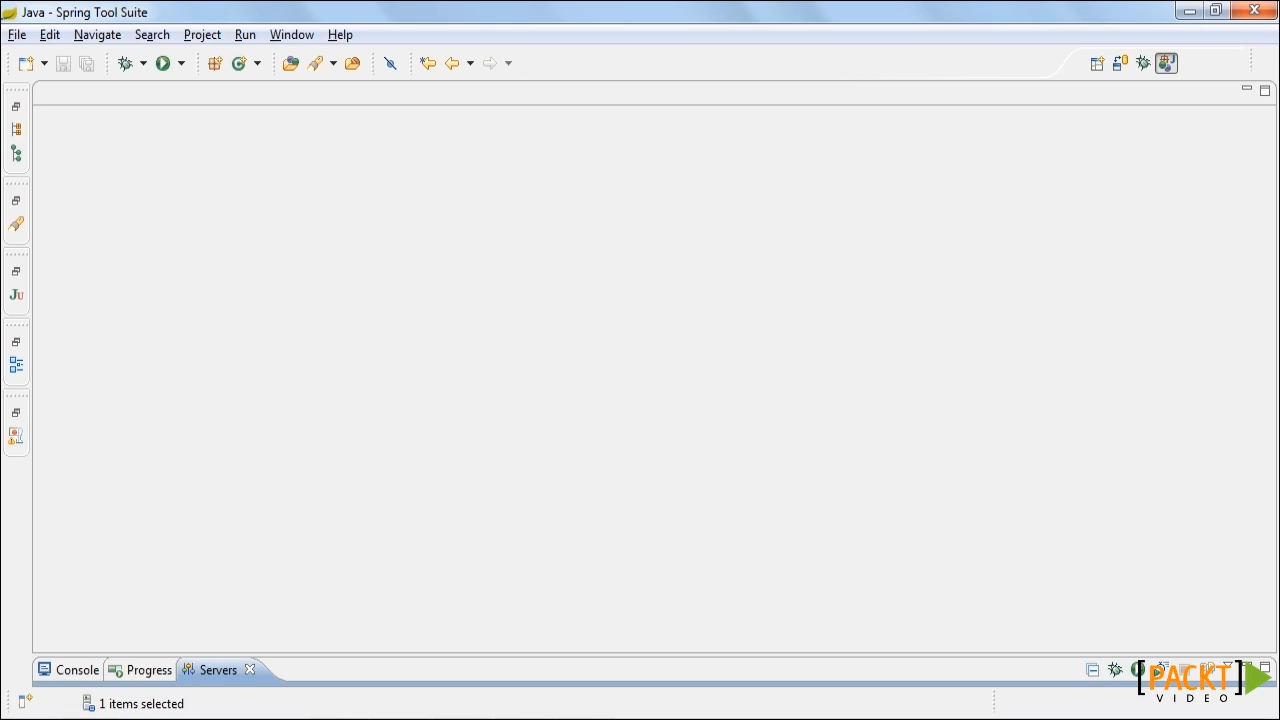 Java - Spring Tool Suite
File Edit Navigate Search Project Run Window Help
Ju
Console Progress Servers
[PACKT]
VIDEO
1 items selected